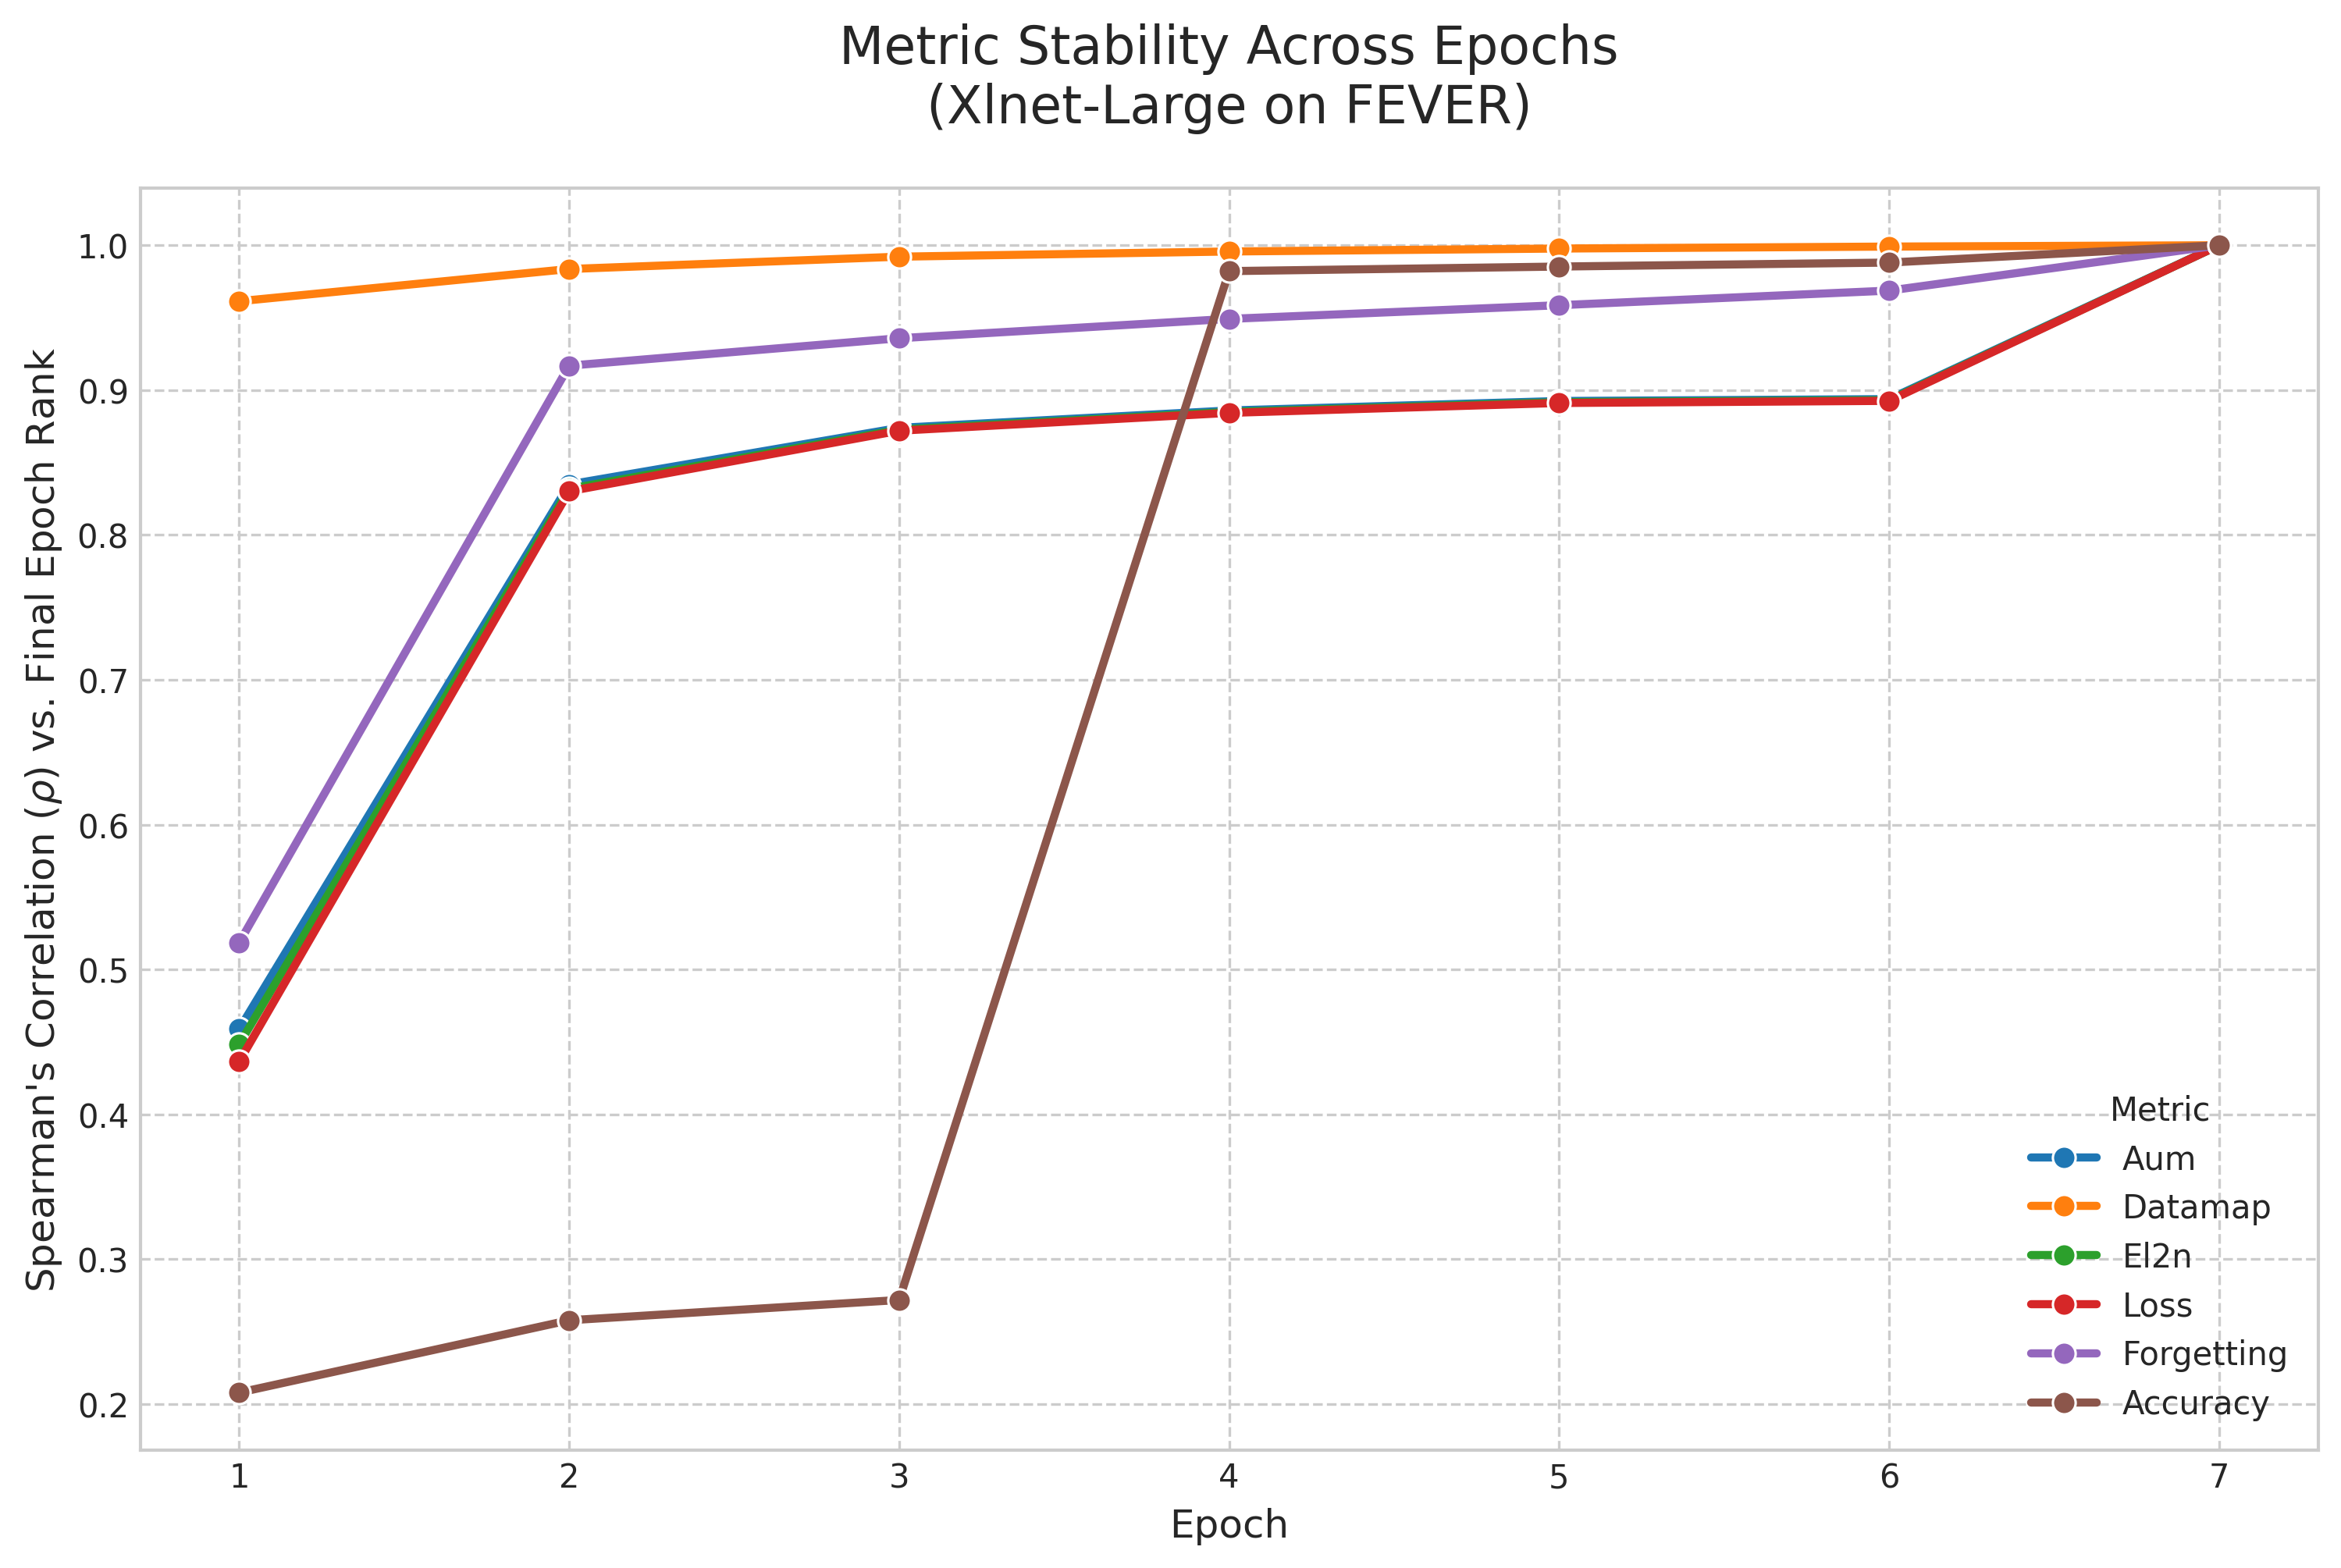 Metric Stability Across Epochs
(Xlnet-Large on FEVER)
Spearman's Correlation (ρ) vs. Final Epoch Rank
1.0
0.9
0.8
0.7
0.6
0.5
0.4
0.3
0.2
Metric
Aum
Datamap
El2n
Loss
Forgetting
Accuracy
1 2 3 4 5 6 7
Epoch